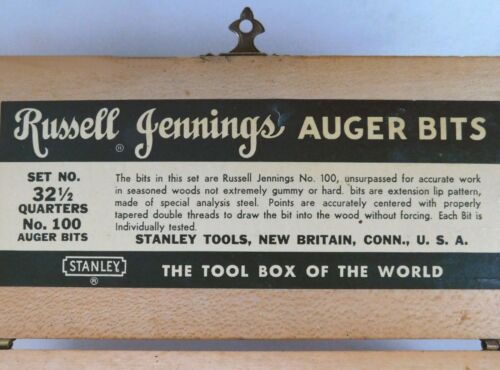 Russell Jennings® AUGER BITS
SET NO.
32½
QUARTERS
No. 100
AUGER BITS
The bits in this set are Russell Jennings No. 100, unsurpassed for accurate work
in seasoned woods not extremely gummy or hard. bits are extension lip pattern,
made of special analysis steel. Points are accurately centered with properly
tapered double threads to draw the bit into the wood without forcing. Each Bit is
Individually tested.
STANLEY TOOLS, NEW BRITAIN, CONN., U. S. A.
STANLEY
®
THE TOOL BOX OF THE WORLD